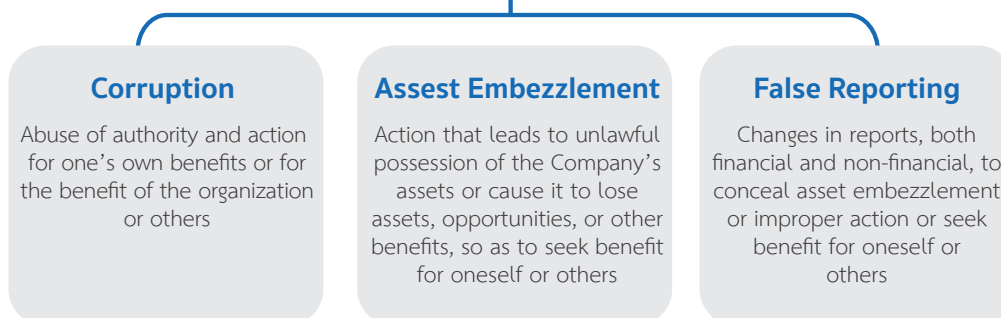 Corruption
Abuse of authority and action
for one's own benefits or for
the benefit of the organization
or others
Assest Embezzlement
Action that leads to unlawful
possession of the Company's
assets or cause it to lose
assets, opportunities, or other
benefits, so as to seek benefit
for oneself or others
False Reporting
Changes in reports, both
financial and non-financial, to
conceal asset embezzlement
or improper action or seek
benefit for oneself or
others